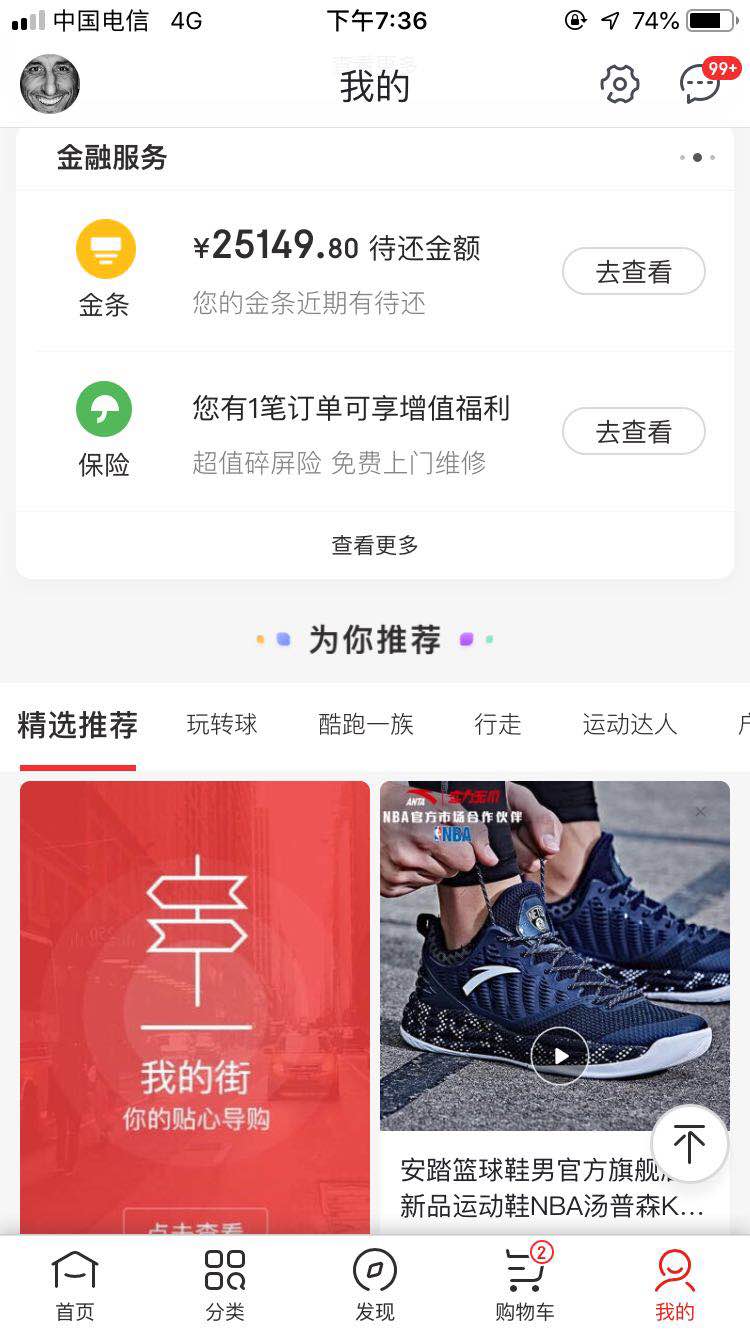 中国电信 4G 下午7:36 74%
我的
99+
金融服务
¥25149.80 待还金额
金条
您的金条近期有待还
去查看
您有1笔订单可享增值福利
保险
超值碎屏险 免费上门维修
去查看
查看更多
为你推荐
精选推荐 玩转球 酷跑一族 行走 运动达人
我的街
你的贴心导购
点击查看
ANTA
NBA官方市场合作伙伴
NBA
安踏篮球鞋男官方旗舰
新品运动鞋NBA汤普森K...
首页 分类 发现 购物车 2 我的